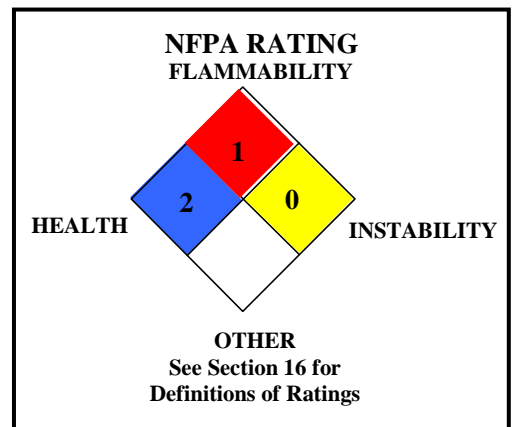 NFPA RATING
FLAMMABILITY
1
2 0
HEALTH
INSTABILITY
OTHER
See Section 16 for
Definitions of Ratings